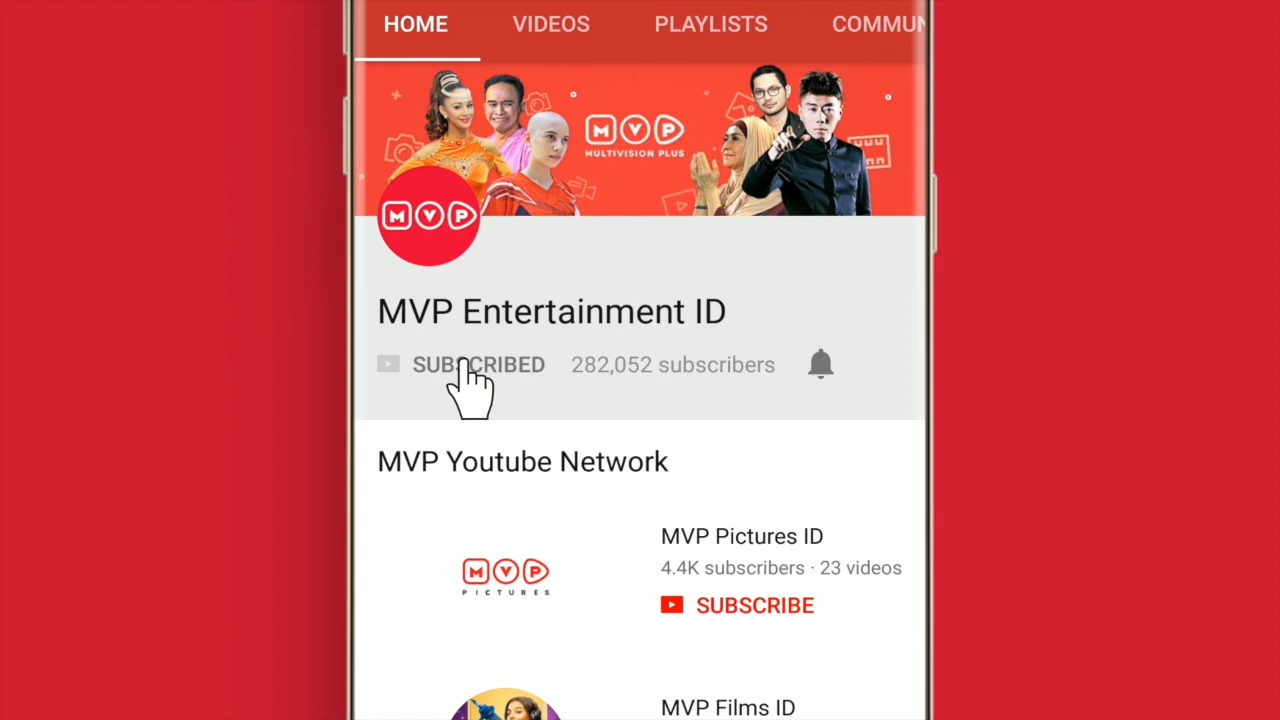 HOME VIDEOS PLAYLISTS COMMUN
MVP
MULTIVISION PLUS
MVP
MVP Entertainment ID
SUBSCRIBED 282,052 subscribers
MVP Youtube Network
MVP Pictures ID
4.4K subscribers · 23 videos
MVP
PICTURES
SUBSCRIBE
MVP Films ID